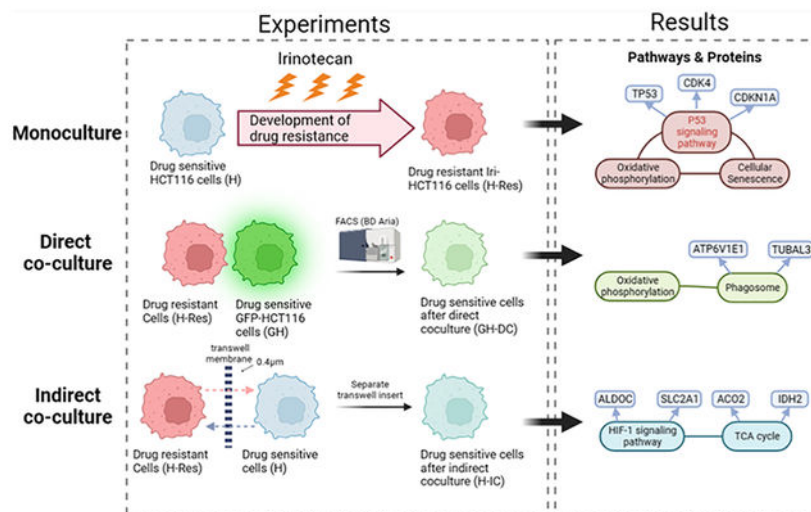 Experiments
Results
Irinotecan
Pathways & Proteins
Monoculture
Development of
drug resistance
Drug sensitive
HCT116 cells (H)
Drug resistant Iri-
HCT116 cells (H-Res)
TP53
CDK4
CDKN1A
P53
signaling
pathway
Oxidative
phosphorylation
Cellular
Senescence
Direct
co-culture
FACS (BD Aria)
Drug resistant
Cells (H-Res)
Drug sensitive
GFP-HCT116
cells (GH)
Drug sensitive cells
after direct
coculture (GH-DC)
ATP6V1E1
TUBAL3
Oxidative
phosphorylation
Phagosome
Indirect
co-culture
transwell
membrane
0.4μm
Separate
transwell insert
Drug resistant
Cells (H-Res)
Drug sensitive
cells (H)
Drug sensitive cells
after indirect
coculture (H-IC)
ALDOC
SLC2A1
ACO2
IDH2
HIF-1 signaling
pathway
TCA cycle